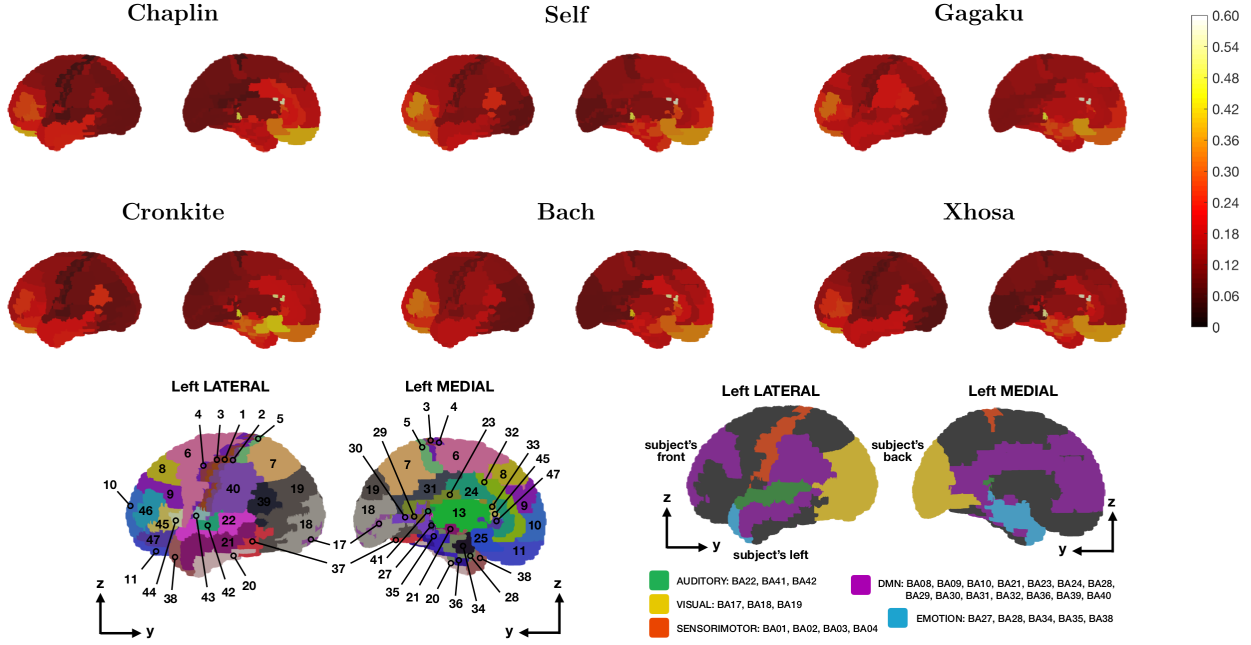 Chaplin
Self
Gagaku
0.60
0.54
0.48
0.42
0.36
0.30
0.24
0.18
0.12
0.06
0
Cronkite
Bach
Xhosa
Left LATERAL
Left MEDIAL
4 3 1 2 5
6
8
7
10
9
40
39
19
46
45
22
18
47
21
11
44
38
43
42
20
37
17
z
y
3 4
5
29
30
23
32
33
45
47
6
7
8
19
31
24
9
18
13
10
25
11
41
27
35
21
20
36
34
28
38
z
y
Left LATERAL
Left MEDIAL
subject's
front
subject's
back
z
y
subject's left
z
y
AUDITORY: BA22, BA41, BA42
VISUAL: BA17, BA18, BA19
SENSORIMOTOR: BA01, BA02, BA03, BA04
DMN: BA08, BA09, BA10, BA21, BA23, BA24, BA28,
BA29, BA30, BA31, BA32, BA36, BA39, BA40
EMOTION: BA27, BA28, BA34, BA35, BA38